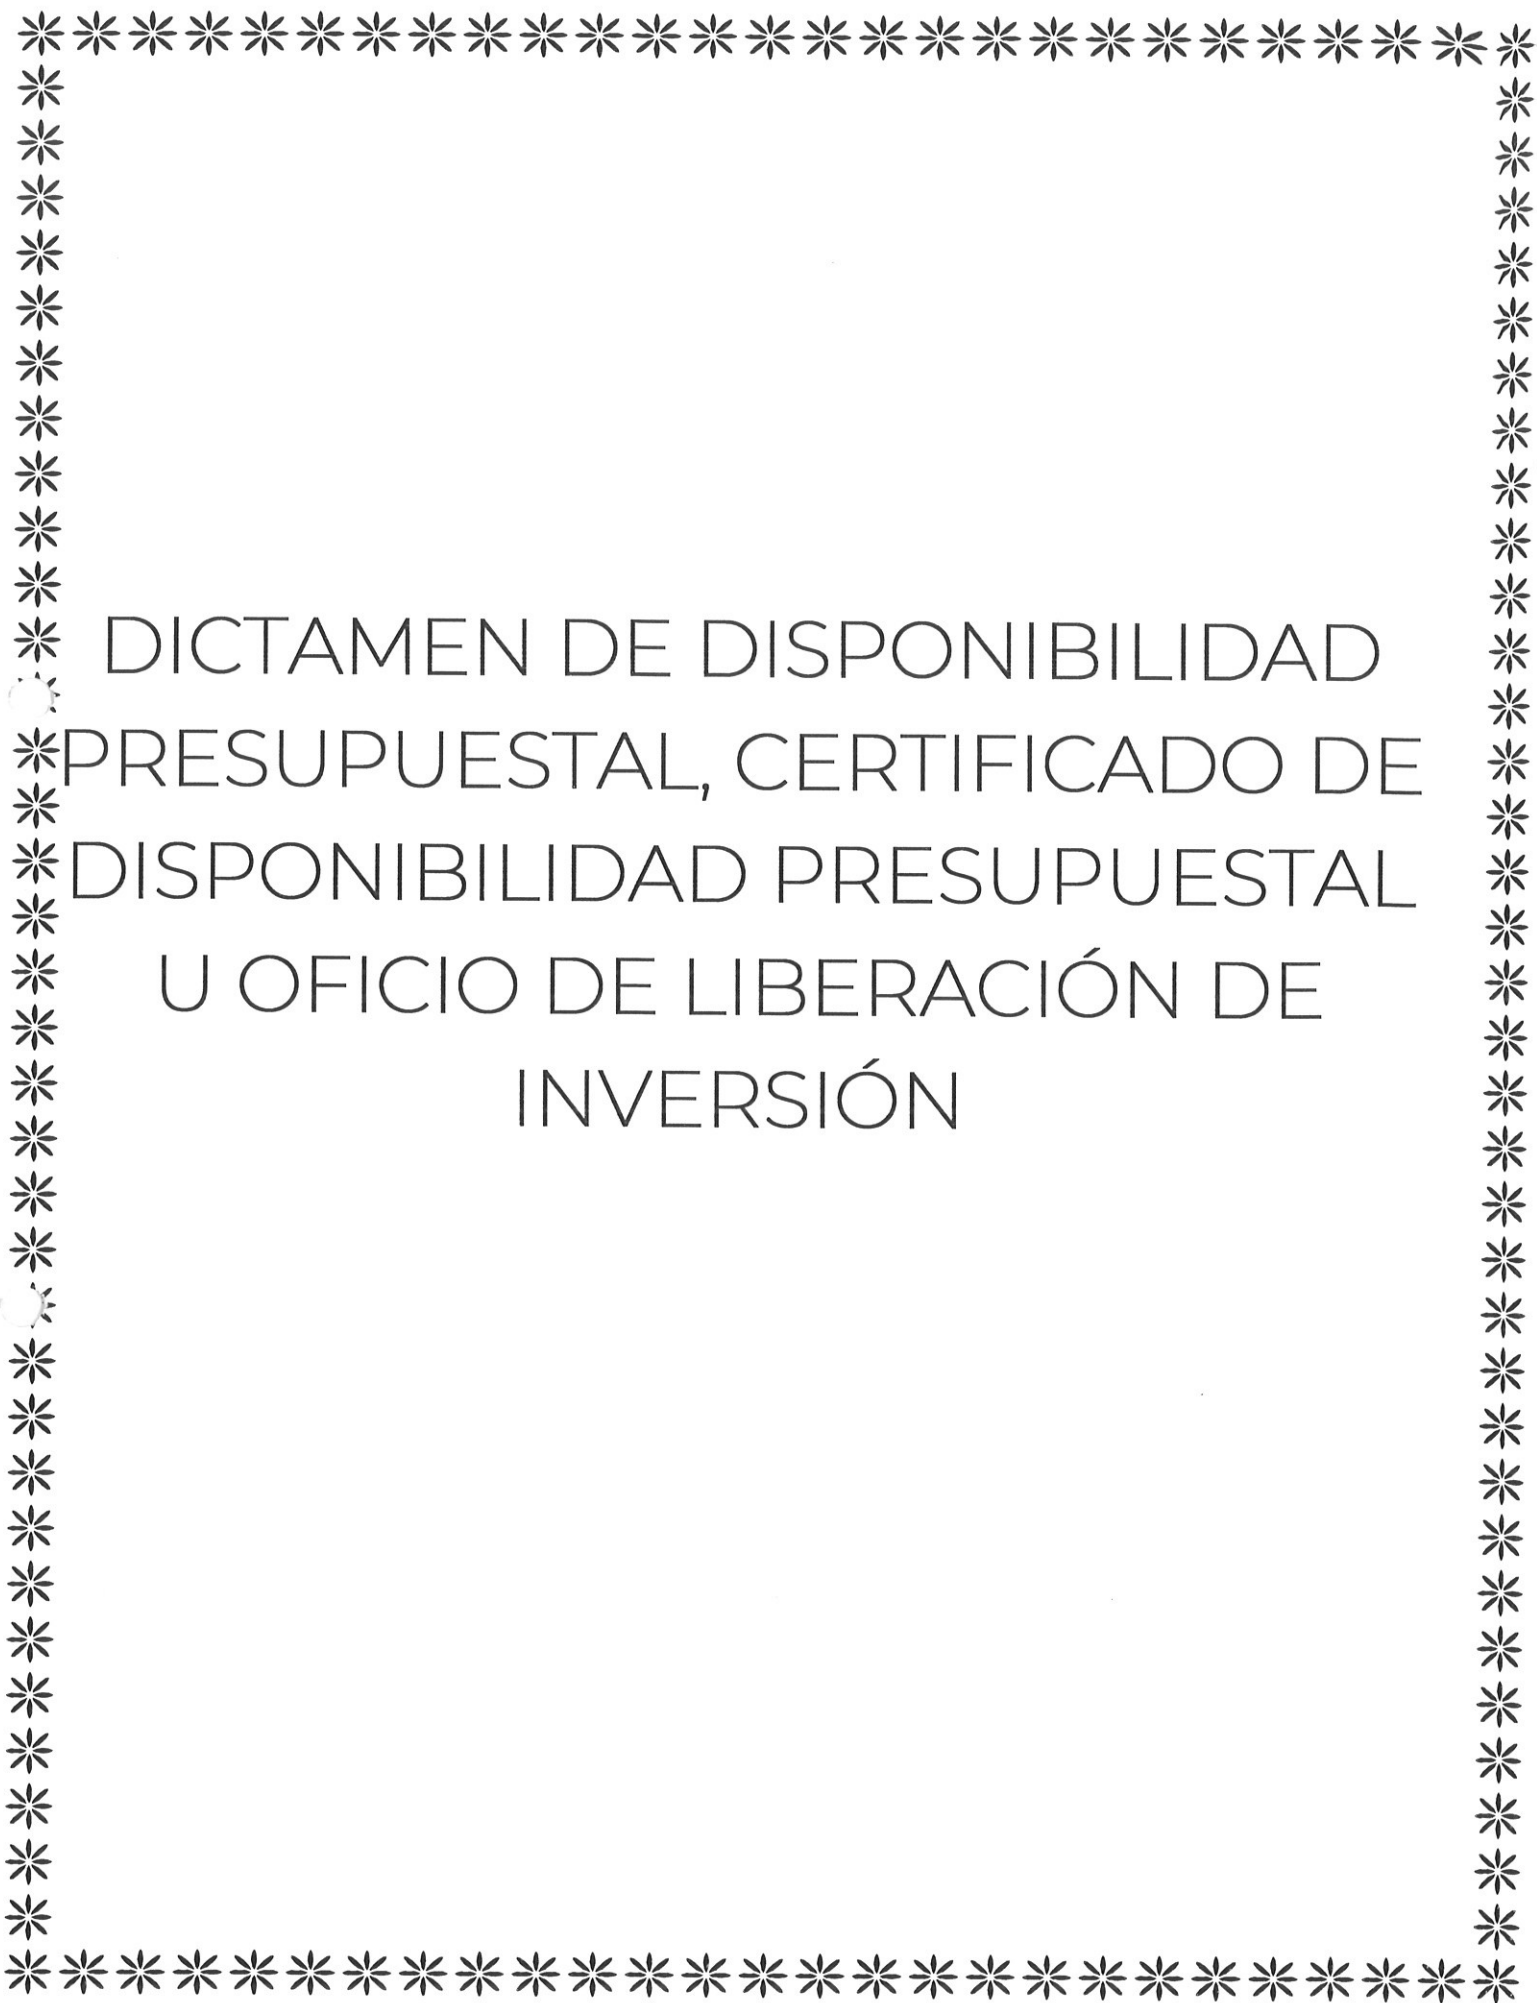 DICTAMEN DE DISPONIBILIDAD
PRESUPUESTAL, CERTIFICADO DE
DISPONIBILIDAD PRESUPUESTAL
U OFICIO DE LIBERACIÓN DE
INVERSIÓN